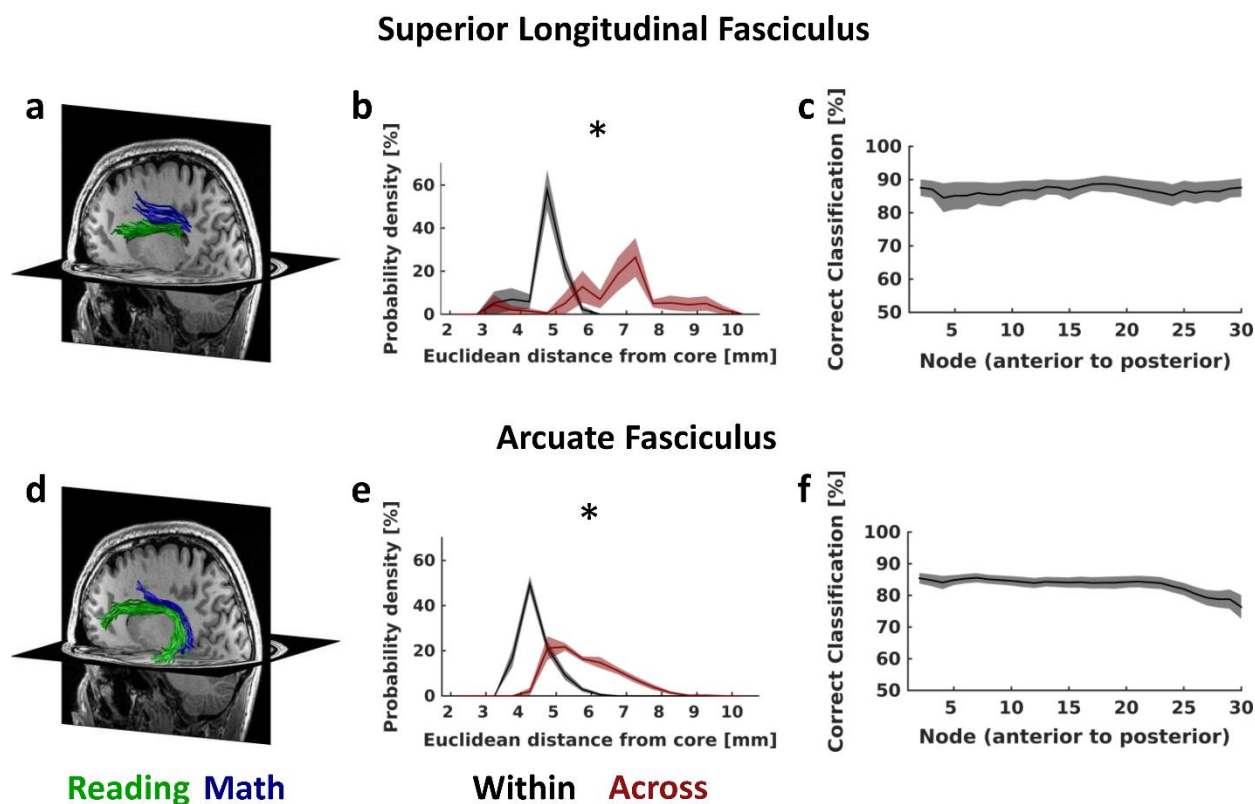 Superior Longitudinal Fasciculus
a
b
*
Probability density [%]
60
40
20
0
2 3 4 5 6 7 8 9 10
Euclidean distance from core [mm]
c
Correct Classification [%]
100
90
80
70
60
50
5 10 15 20 25 30
Node (anterior to posterior)
Arcuate Fasciculus
d
e
*
Probability density [%]
60
40
20
0
2 3 4 5 6 7 8 9 10
Euclidean distance from core [mm]
f
Correct Classification [%]
100
90
80
70
60
50
5 10 15 20 25 30
Node (anterior to posterior)
Reading Math
Within Across